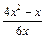 4x² − x
6x